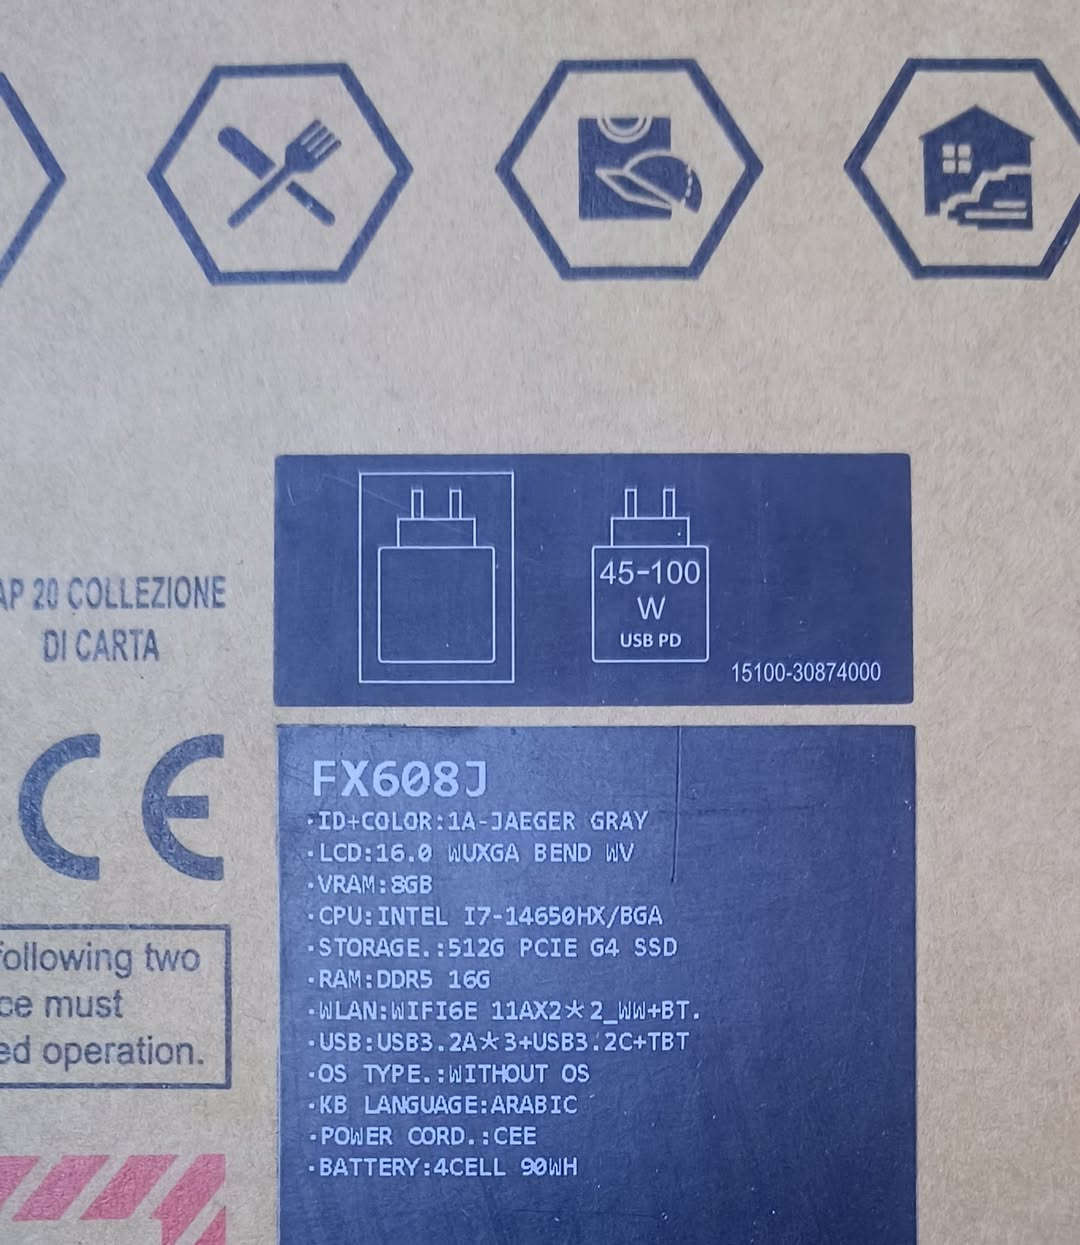 45-100
W
USB PD
15100-30874000
AP 20 COLLEZIONE
DI CARTA
CE
following two
ce must
ed operation.
FX608J
·ID+COLOR:1A-JAEGER GRAY
·LCD:16.0 WUXGA BEND WV
·VRAM:8GB
·CPU:INTEL I7-14650HX/BGA
·STORAGE.:512G PCIE G4 SSD
·RAM:DDR5 16G
·WLAN:WIFI6E 11AX2*2_WW+BT.
·USB:USB3.2A*3+USB3.2C+TBT
·OS TYPE.:WITHOUT OS
·KB LANGUAGE:ARABIC
·POWER CORD.:CEE
·BATTERY:4CELL 90WH